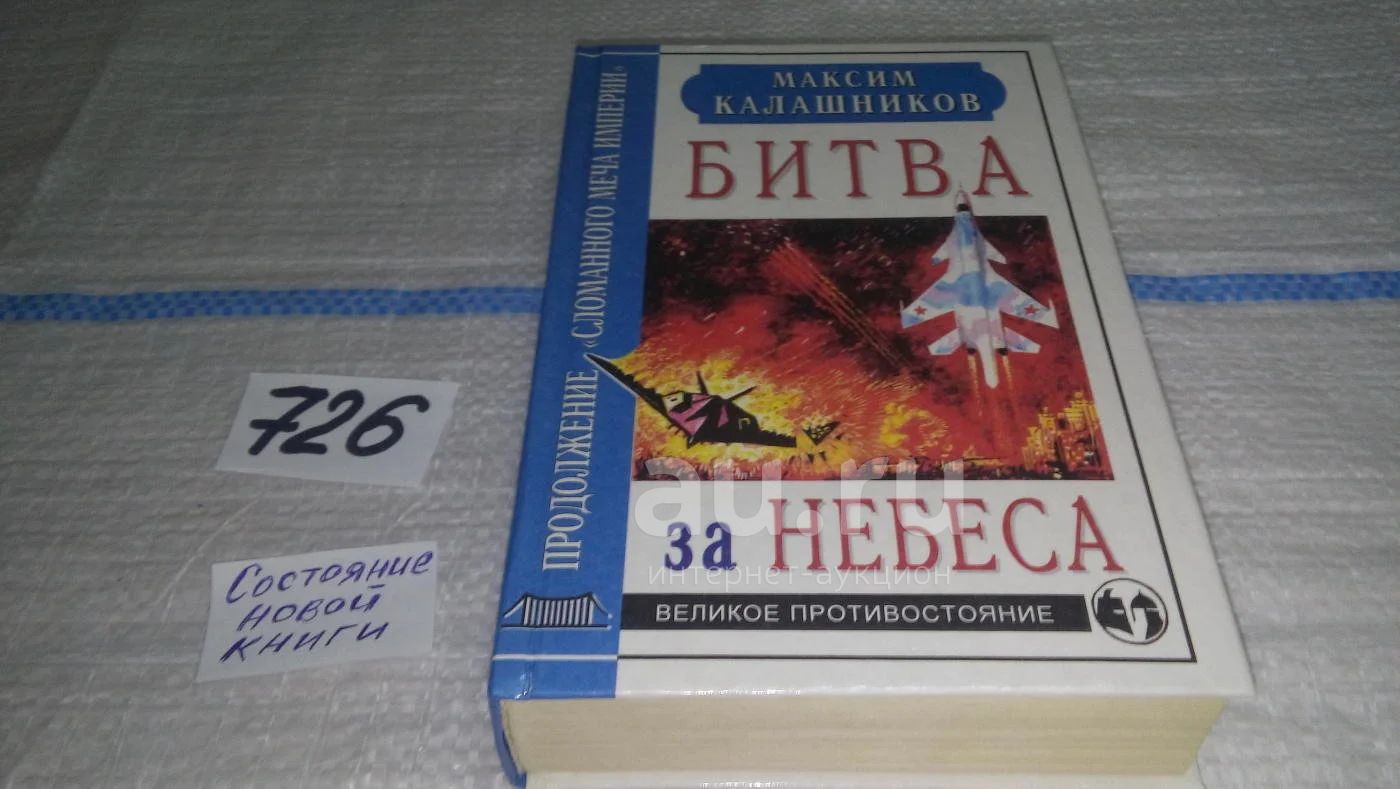 МАКСИМ
КАЛАШНИКОВ
БИТВА
за НЕБЕСА
ВЕЛИКОЕ ПРОТИВОСТОЯНИЕ
ПРОДОЛЖЕНИЕ «СЛОМАННОГО МЕЧА ИМПЕРИИ»
726
Состояние
новой
книги
au.ru
интернет-аукцион